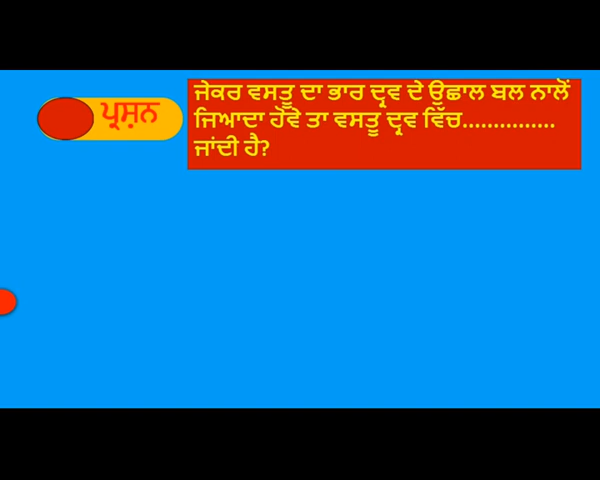 ਪ੍ਰਸ਼ਨ
ਜੇਕਰ ਵਸਤੂ ਦਾ ਭਾਰ ਦ੍ਰਵ ਦੇ ਉਛਾਲ ਬਲ ਨਾਲੋਂ
ਜਿਆਦਾ ਹੋਵੇ ਤਾ ਵਸਤੂ ਦ੍ਰਵ ਵਿੱਚ...............
ਜਾਂਦੀ ਹੈ?